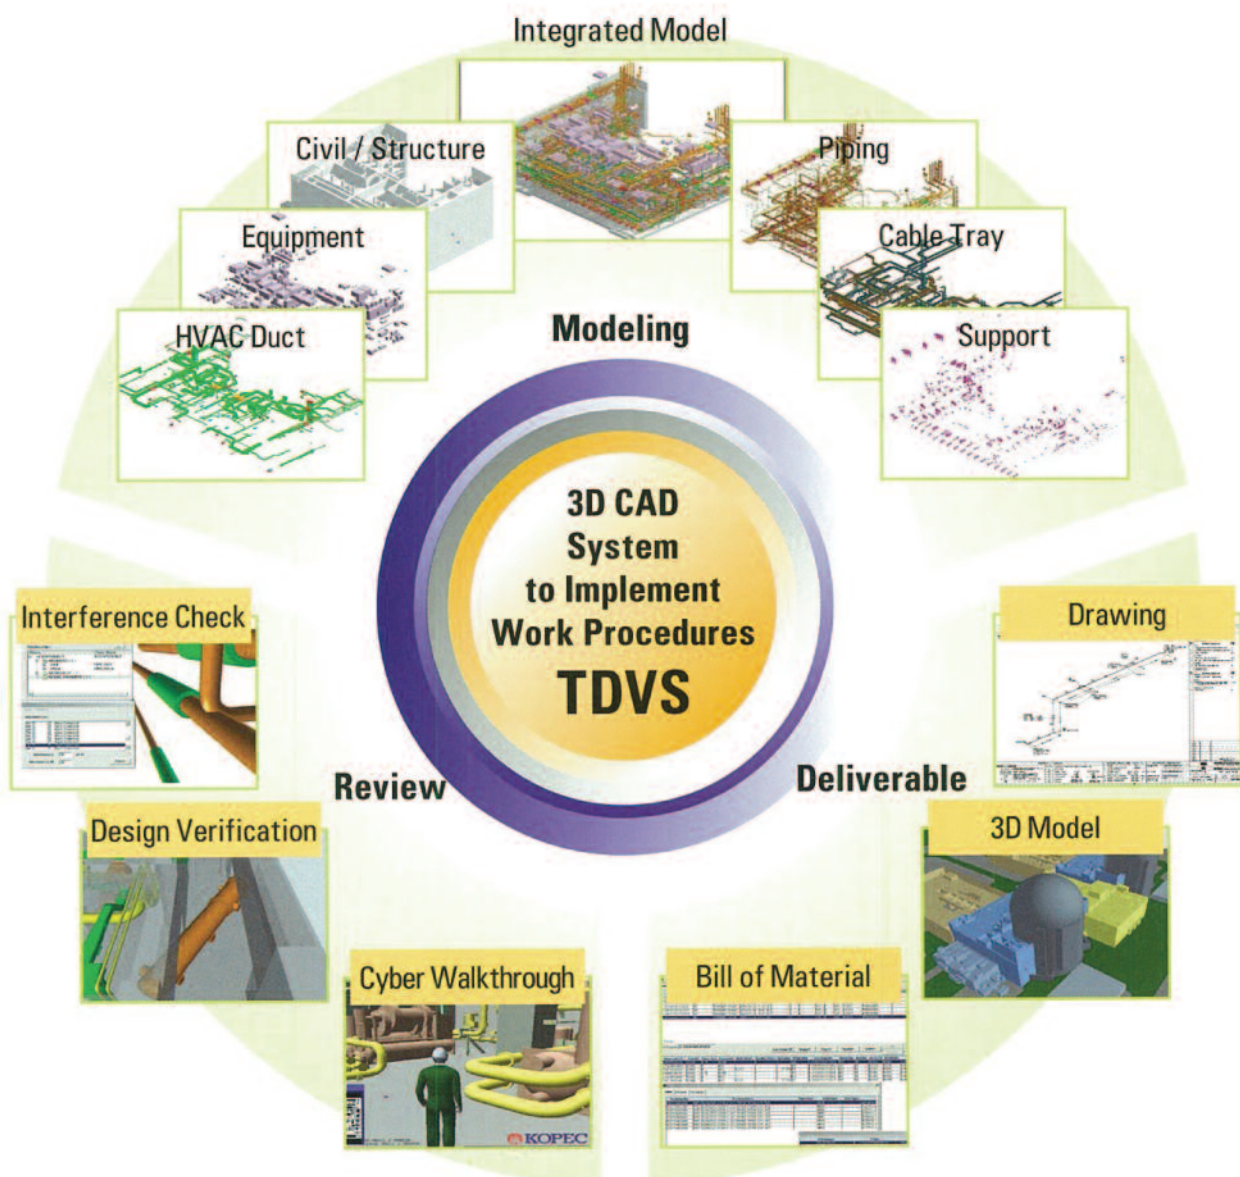 Integrated Model
Civil / Structure
Piping
Equipment
Cable Tray
HVAC Duct
Support
Modeling
3D CAD
System
to Implement
Work Procedures
TDVS
Interference Check
Drawing
Review
Deliverable
Design Verification
3D Model
Cyber Walkthrough
Bill of Material
KOPEC